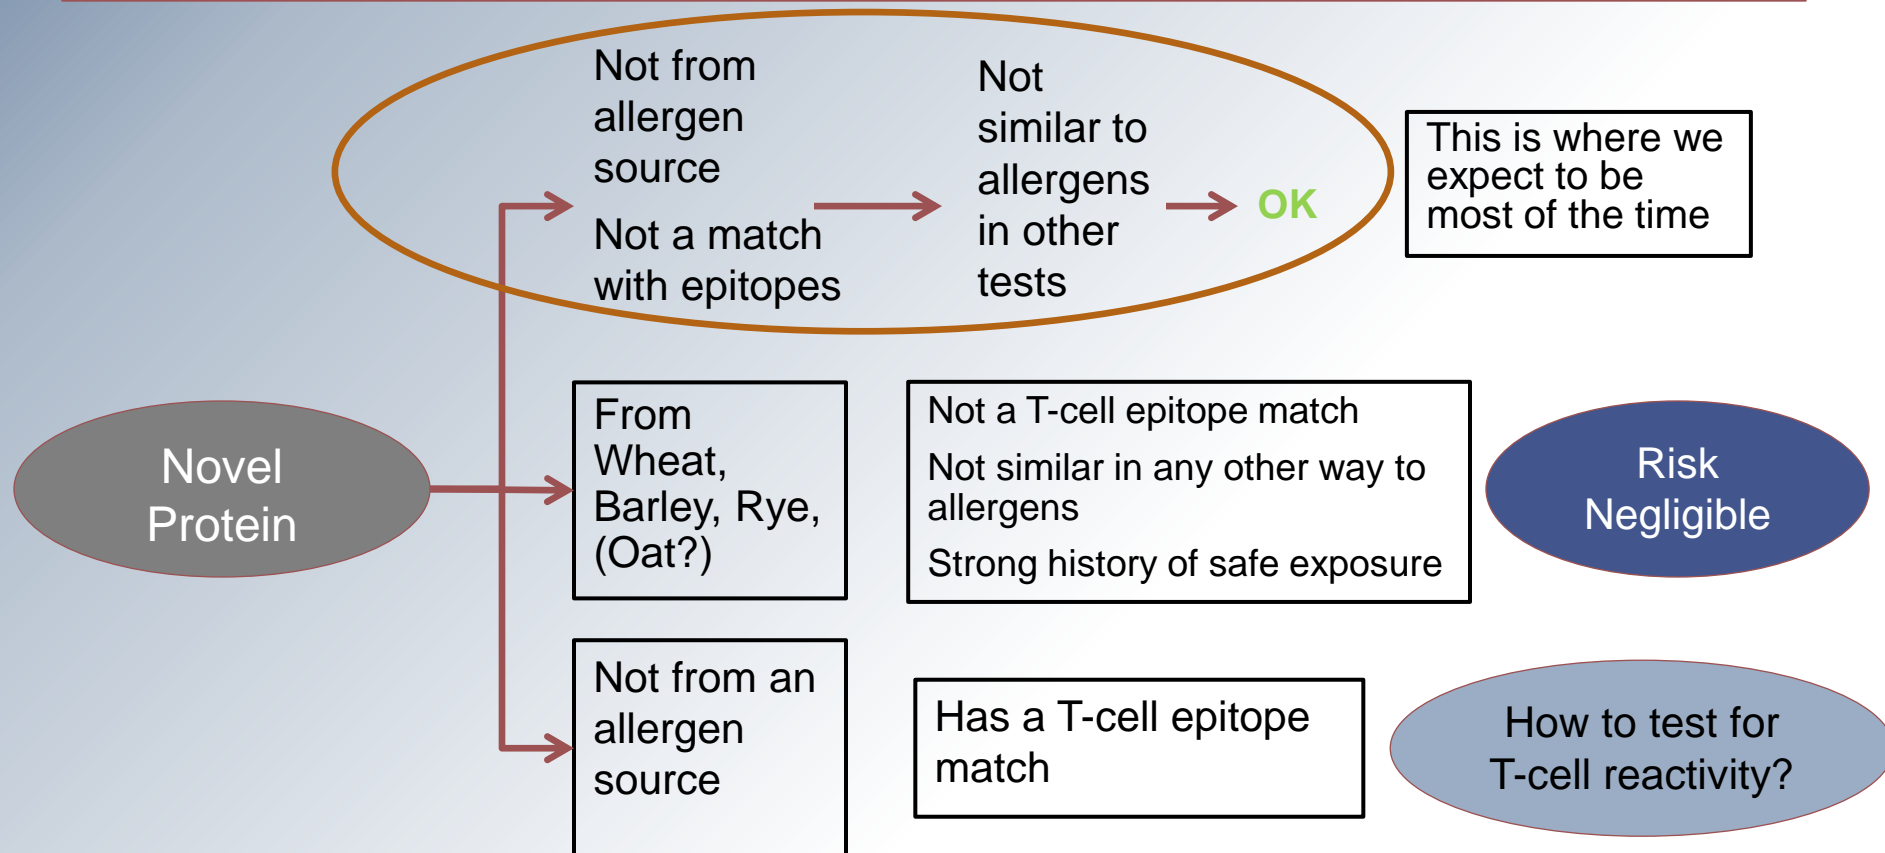 Not from
allergen
source
Not a match
with epitopes
Not
similar to
allergens
in other
tests
OK
This is where we
expect to be
most of the time
Novel
Protein
From
Wheat,
Barley, Rye,
(Oat?)
Not a T-cell epitope match
Not similar in any other way to
allergens
Strong history of safe exposure
Risk
Negligible
Not from an
allergen
source
Has a T-cell epitope
match
How to test for
T-cell reactivity?